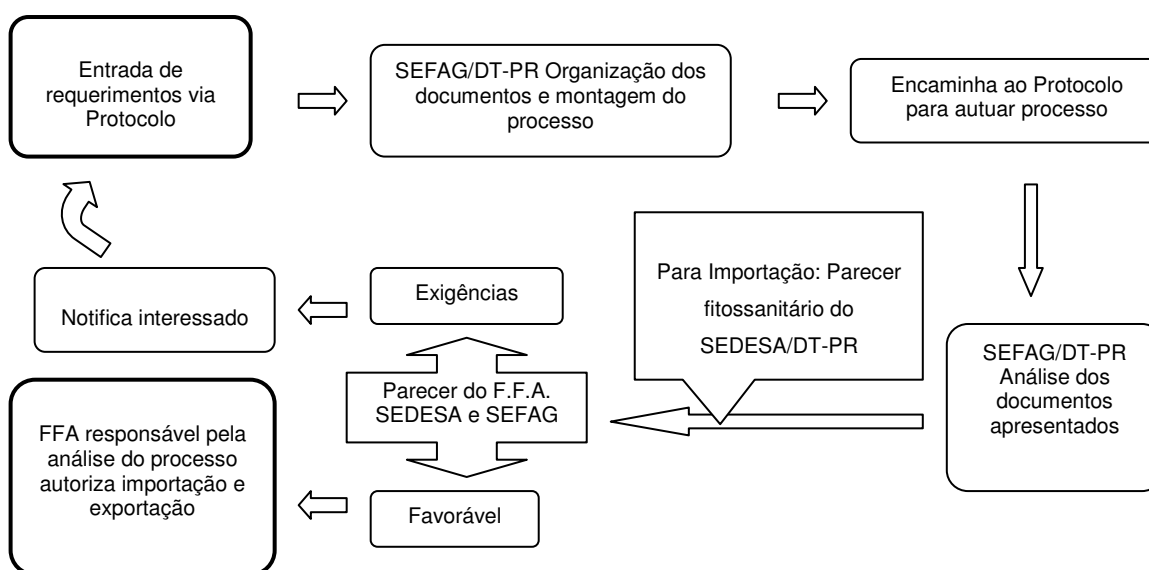 Entrada de
requerimentos via
Protocolo
SEFAG/DT-PR Organização dos
documentos e montagem do
processo
Encaminha ao Protocolo
para autuar processo
Para Importação: Parecer
fitossanitário do
SEDESA/DT-PR
SEFAG/DT-PR
Análise dos
documentos
apresentados
Parecer do F.F.A.
SEDESA e SEFAG
Exigências
Notifica interessado
Favorável
FFA responsável pela
análise do processo
autoriza importação e
exportação